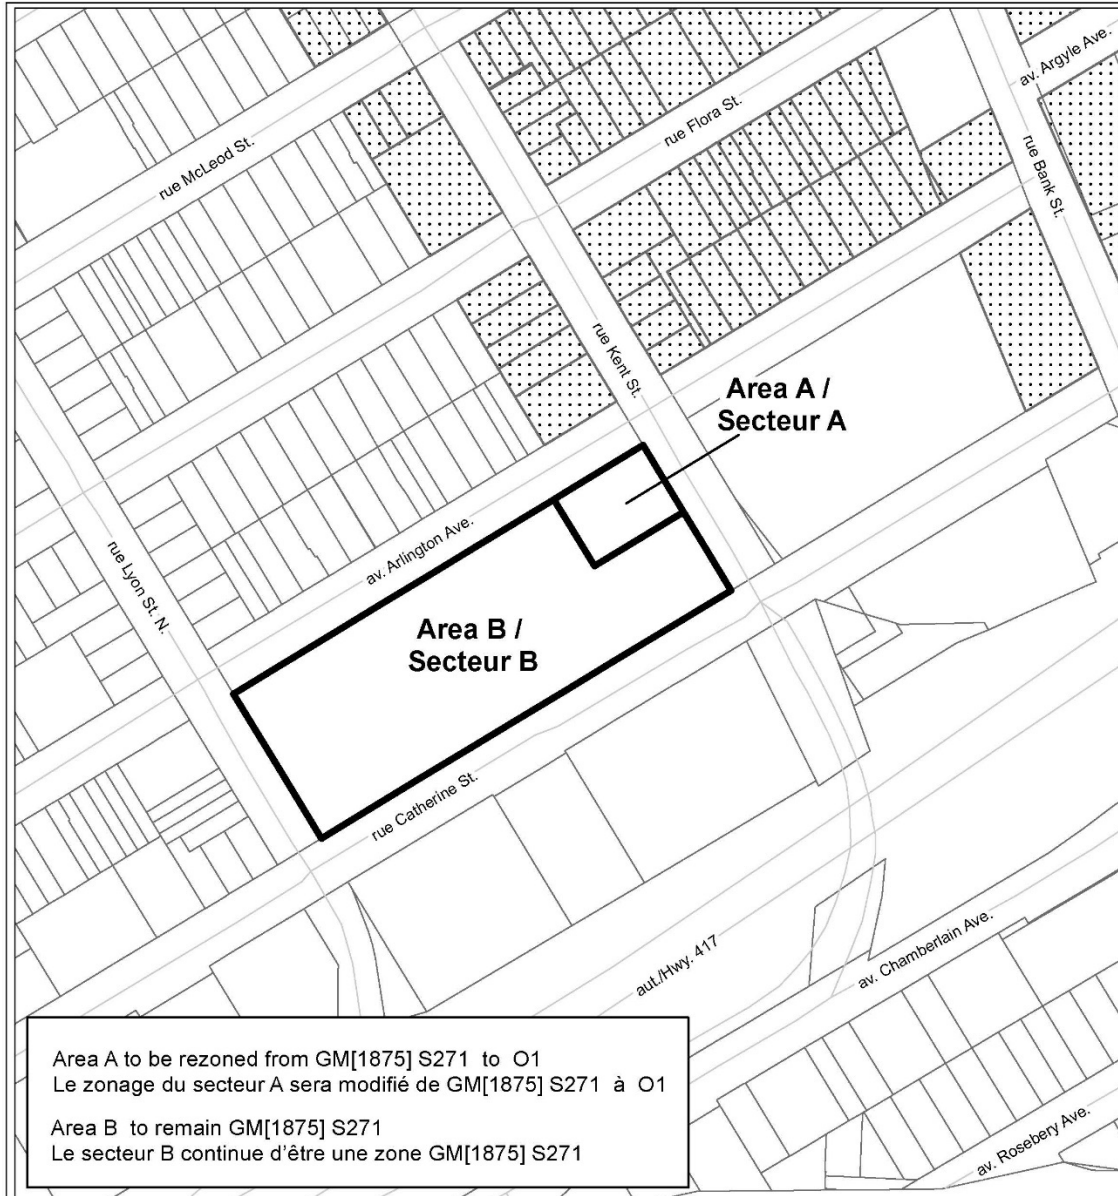 av. Argyle Ave.
rue McLeod St.
rue Flora St.
rue Bank St.
rue Kent St.
Area A /
Secteur A
av. Arlington Ave.
rue Lyon St. N.
Area B /
Secteur B
rue Catherine St.
aut./Hwy. 417
av. Chamberlain Ave.
av. Rosebery Ave.
Area A to be rezoned from GM[1875] S271 to O1
Le zonage du secteur A sera modifié de GM[1875] S271 à O1
Area B to remain GM[1875] S271
Le secteur B continue d'être une zone GM[1875] S271